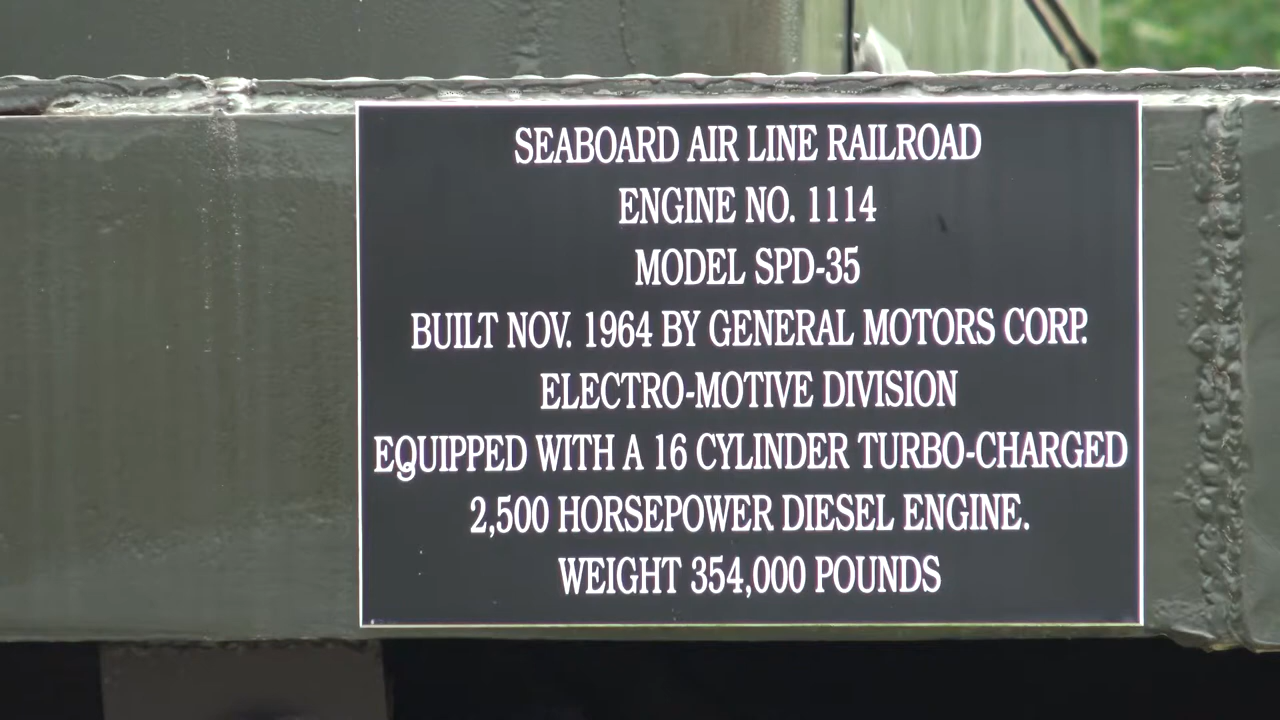 SEABOARD AIR LINE RAILROAD
ENGINE NO. 1114
MODEL SPD-35
BUILT NOV. 1964 BY GENERAL MOTORS CORP.
ELECTRO-MOTIVE DIVISION
EQUIPPED WITH A 16 CYLINDER TURBO-CHARGED
2,500 HORSEPOWER DIESEL ENGINE.
WEIGHT 354,000 POUNDS